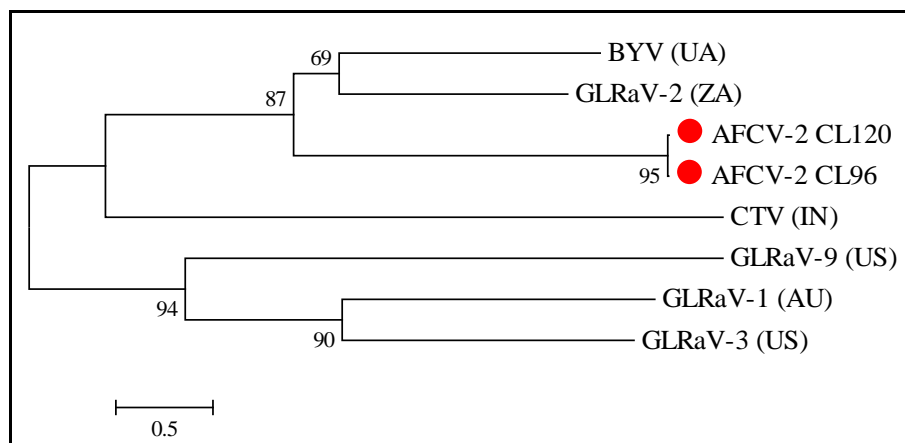 BYV (UA)
69
GLRaV-2 (ZA)
87
AFCV-2 CL120
95
AFCV-2 CL96
CTV (IN)
GLRaV-9 (US)
94
GLRaV-1 (AU)
90
GLRaV-3 (US)
0.5